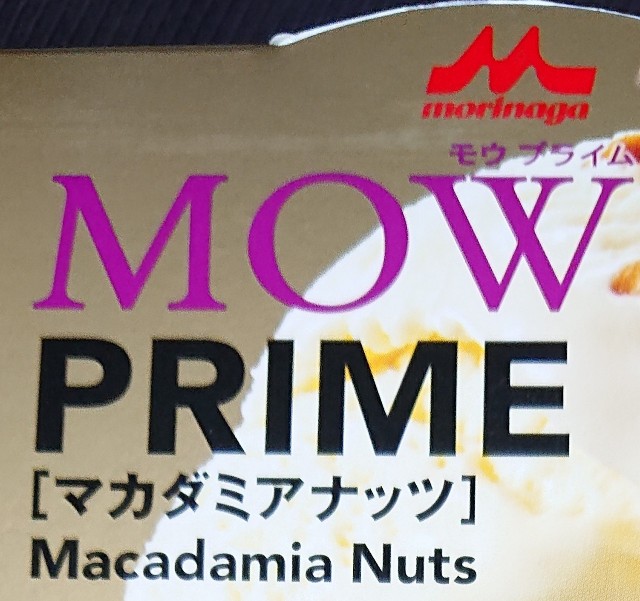 morinaga
モウ プライム
MOW
PRIME
[マカダミアナッツ]
Macadamia Nuts